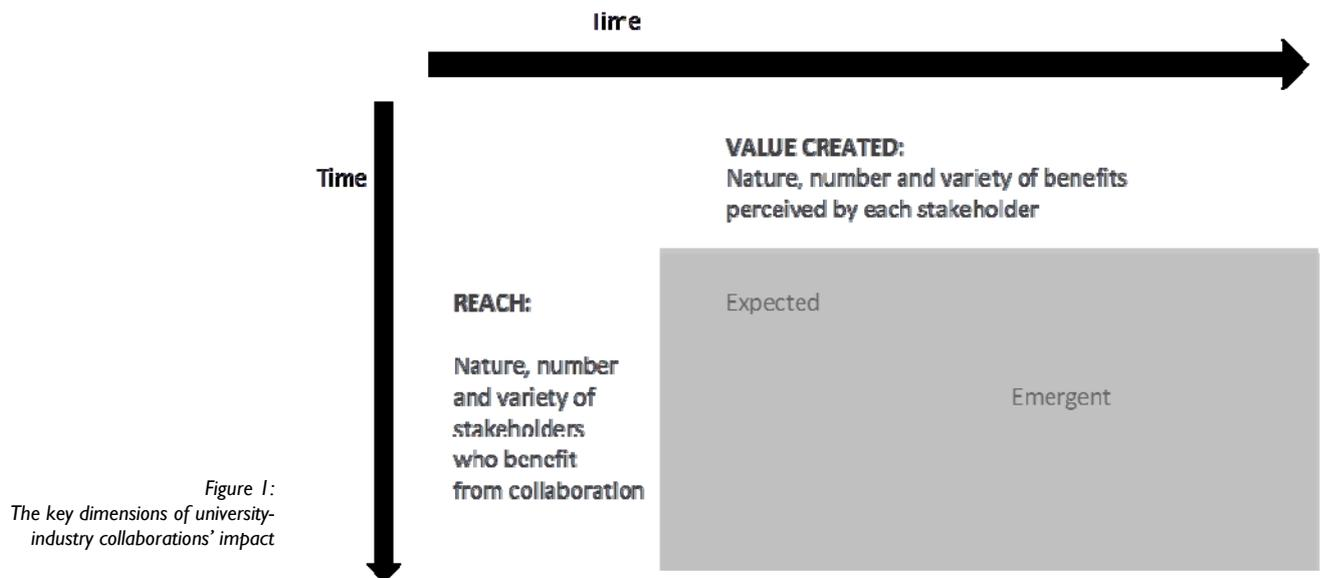 Time
Time
VALUE CREATED:
Nature, number and variety of benefits
perceived by each stakeholder
REACH:
Expected
Nature, number
and variety of
stakeholders
who benefit
from collaboration
Emergent
Figure 1:
The key dimensions of university-
industry collaborations' impact